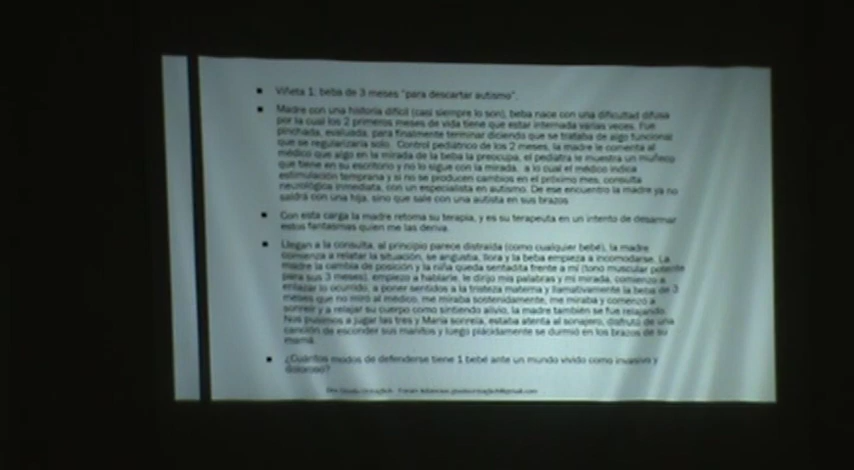 Viñeta 1: beba de 3 meses "para descartar autismo".
Madre con una historia difícil (casi siempre lo son), beba nace con una dificultad difusa
por la cual los 2 primeros meses de vida tiene que estar internada varias veces. Fue
pinchada, evaluada, para finalmente terminar diciendo que se trataba de algo funcional
que se regularizaría solo. Control pediátrico de los 2 meses, la madre le comenta al
médico que algo en la mirada de la beba la preocupa, el pediatra le muestra un muñeco
que tiene en su escritorio y no lo sigue con la mirada, a lo cual el médico indica
estimulación temprana y si no se producen cambios en el próximo mes, consulta
neurológica inmediata, con un especialista en autismo. De ese encuentro la madre ya no
saldrá con una hija, sino que sale con una autista en sus brazos
Con esta carga la madre retoma su terapia, y es su terapeuta en un intento de desarmar
estos fantasmas quien me las deriva.
Llegan a la consulta, al principio parece distraída (como cualquier bebé), la madre
comienza a relatar la situación, se angustia, llora y la beba empieza a incomodarse. La
madre la cambia de posición y la niña queda sentadita frente a mí (tono muscular potente
para sus 3 meses), empiezo a hablarle, le dirijo mis palabras y mi mirada, comienzo a
enlazar lo ocurrido, a poner sentidos a la tristeza materna y llamativamente la beba de 3
meses que no miró al médico, me miraba sostenidamente, me miraba y comenzó a
sonreír y a relajar su cuerpo como sintiendo alivio, la madre también se fue relajando.
Nos pusimos a jugar las tres y María sonreía, estaba atenta al sonajero, disfrutó de una
canción de esconder sus manitos y luego plácidamente se durmió en los brazos de su
mamá.
¿Cuántos modos de defenderse tiene 1 bebé ante un mundo vivido como invasivo y
doloroso?